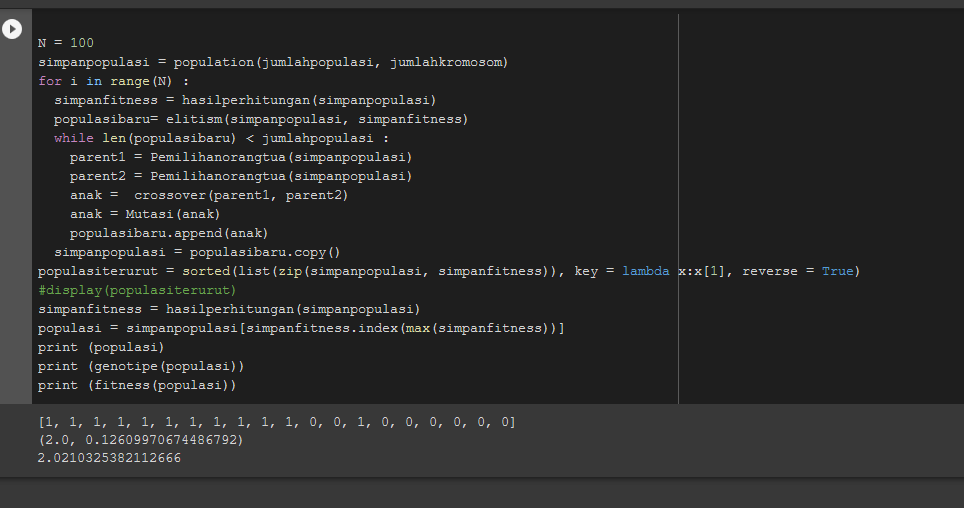 N = 100
simpanpopulasi = population(jumlahpopulasi, jumlahkromosom)
for i in range(N) :
  simpanfitness = hasilperhitungan(simpanpopulasi)
  populasibaru= elitism(simpanpopulasi, simpanfitness)
  while len(populasibaru) < jumlahpopulasi :
    parent1 = Pemilihanorangtua(simpanpopulasi)
    parent2 = Pemilihanorangtua(simpanpopulasi)
    anak =  crossover(parent1, parent2)
    anak = Mutasi(anak)
    populasibaru.append(anak)
  simpanpopulasi = populasibaru.copy()
populasiterurut = sorted(list(zip(simpanpopulasi, simpanfitness)), key = lambda x:x[1], reverse = True)
#display(populasiterurut)
simpanfitness = hasilperhitungan(simpanpopulasi)
populasi = simpanpopulasi[simpanfitness.index(max(simpanfitness))]
print (populasi)
print (genotipe(populasi))
print (fitness(populasi))
[1, 1, 1, 1, 1, 1, 1, 1, 1, 1, 1, 0, 0, 1, 0, 0, 0, 0, 0, 0]
(2.0, 0.12609970674486792)
2.0210325382112666